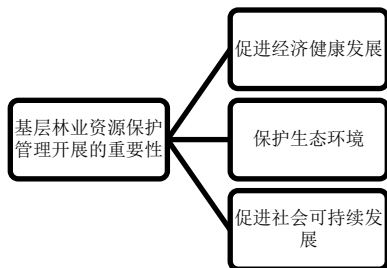 促进经济健康发展
基层林业资源保护
管理开展的重要性
保护生态环境
促进社会可持续发
展